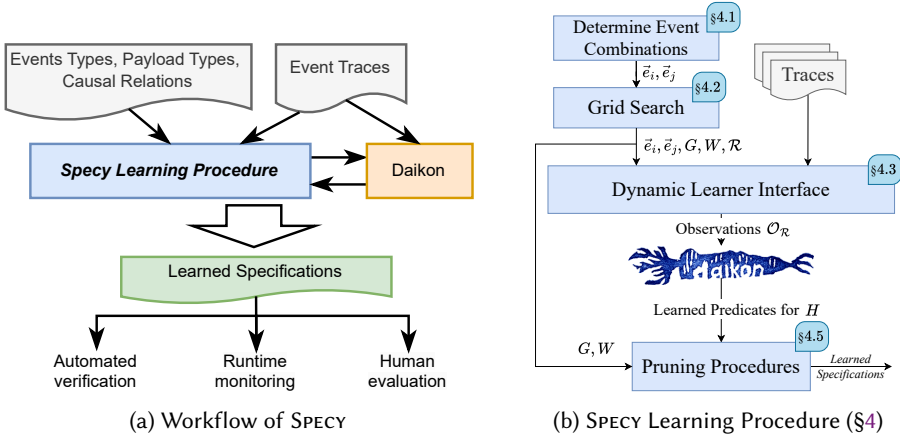 Events Types, Payload Types,
Causal Relations
Event Traces
Specy Learning Procedure
Daikon
Learned Specifications
Automated
verification
Runtime
monitoring
Human
evaluation
(a) Workflow of SPECY
§4.1
Determine Event
Combinations
e⃗ᵢ, e⃗ⱼ
§4.2
Grid Search
Traces
e⃗ᵢ, e⃗ⱼ, G, W, ℛ
§4.3
Dynamic Learner Interface
Observations 𝒪_ℛ
daikon
Learned Predicates for H
§4.5
G, W
Pruning Procedures
Learned
Specifications
(b) SPECY Learning Procedure (§4)